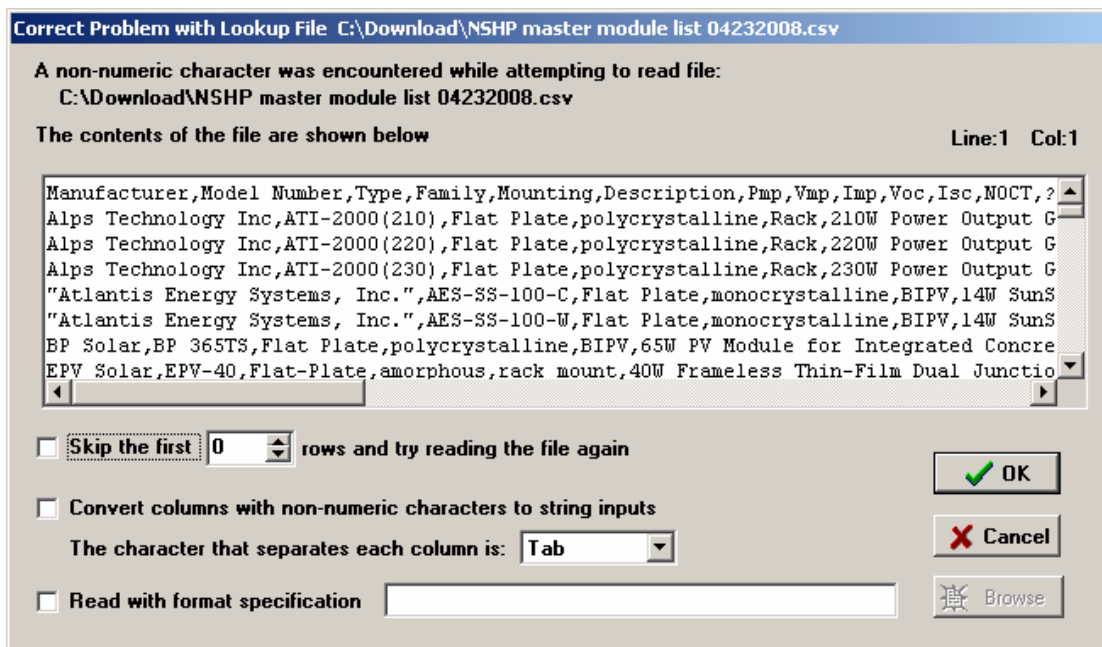 Correct Problem with Lookup File C:\Download\NSHP master module list 04232008.csv
A non-numeric character was encountered while attempting to read file:
C:\Download\NSHP master module list 04232008.csv
The contents of the file are shown below Line:1 Col:1
Manufacturer,Model Number,Type,Family,Mounting,Description,Pmp,Vmp,Imp,Voc,Isc,NOCT,?
Alps Technology Inc,ATI-2000(210),Flat Plate,polycrystalline,Rack,210W Power Output G
Alps Technology Inc,ATI-2000(220),Flat Plate,polycrystalline,Rack,220W Power Output G
Alps Technology Inc,ATI-2000(230),Flat Plate,polycrystalline,Rack,230W Power Output G
"Atlantis Energy Systems, Inc.",AES-SS-100-C,Flat Plate,monocrystalline,BIPV,14W SunS
"Atlantis Energy Systems, Inc.",AES-SS-100-W,Flat Plate,monocrystalline,BIPV,14W SunS
BP Solar,BP 365TS,Flat Plate,polycrystalline,BIPV,65W PV Module for Integrated Concre
EPV Solar,EPV-40,Flat-Plate,amorphous,rack mount,40W Frameless Thin-Film Dual Junctio
Skip the first 0 rows and try reading the file again
OK
Convert columns with non-numeric characters to string inputs
The character that separates each column is: Tab
Cancel
Read with format specification
Browse